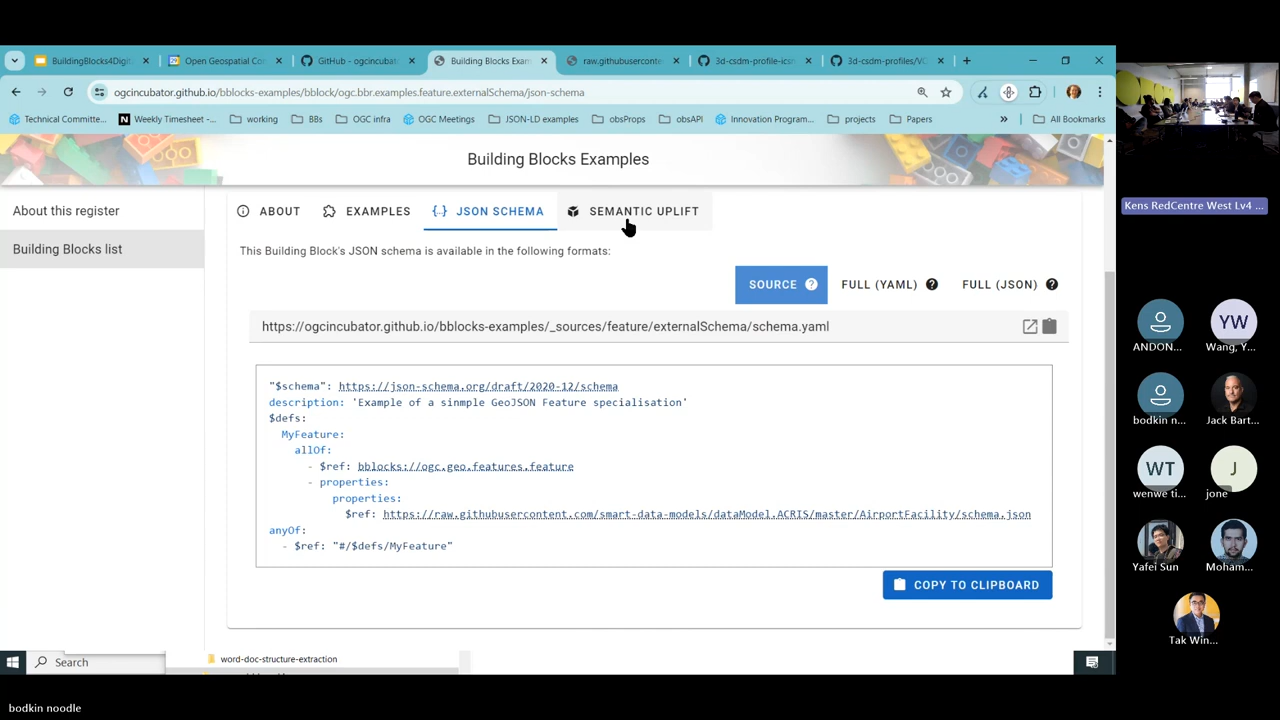 BuildingBlocks4Digit
Open Geospatial Con
GitHub - ogcincubato
Building Blocks Exam
raw.githubuserconte
3d-csdm-profile-icsm
3d-csdm-profiles/VC
ogcincubator.github.io/bblocks-examples/bblock/ogc.bbr.examples.feature.externalSchema/json-schema
Technical Committe...
Weekly Timesheet -...
working
BBs
OGC infra
OGC Meetings
JSON-LD examples
obsProps
obsAPI
Innovation Program...
projects
Papers
All Bookmarks
Building Blocks Examples
About this register
Building Blocks list
ABOUT
EXAMPLES
JSON SCHEMA
SEMANTIC UPLIFT
This Building Block's JSON schema is available in the following formats:
SOURCE
FULL (YAML)
FULL (JSON)
https://ogcincubator.github.io/bblocks-examples/_sources/feature/externalSchema/schema.yaml
"$schema": https://json-schema.org/draft/2020-12/schema
description: 'Example of a sinmple GeoJSON Feature specialisation'
$defs:
MyFeature:
allOf:
- $ref: bblocks://ogc.geo.features.feature
- properties:
properties:
$ref: https://raw.githubusercontent.com/smart-data-models/dataModel.ACRIS/master/AirportFacility/schema.json
anyOf:
- $ref: "#/$defs/MyFeature"
COPY TO CLIPBOARD
Search
word-doc-structure-extraction
Kens RedCentre West Lv4 ...
YW
ANDON...
Wang, Y...
bodkin n...
Jack Bart...
WT
J
wenwe ti...
jone
Yafei Sun
Moham...
Tak Win...
bodkin noodle